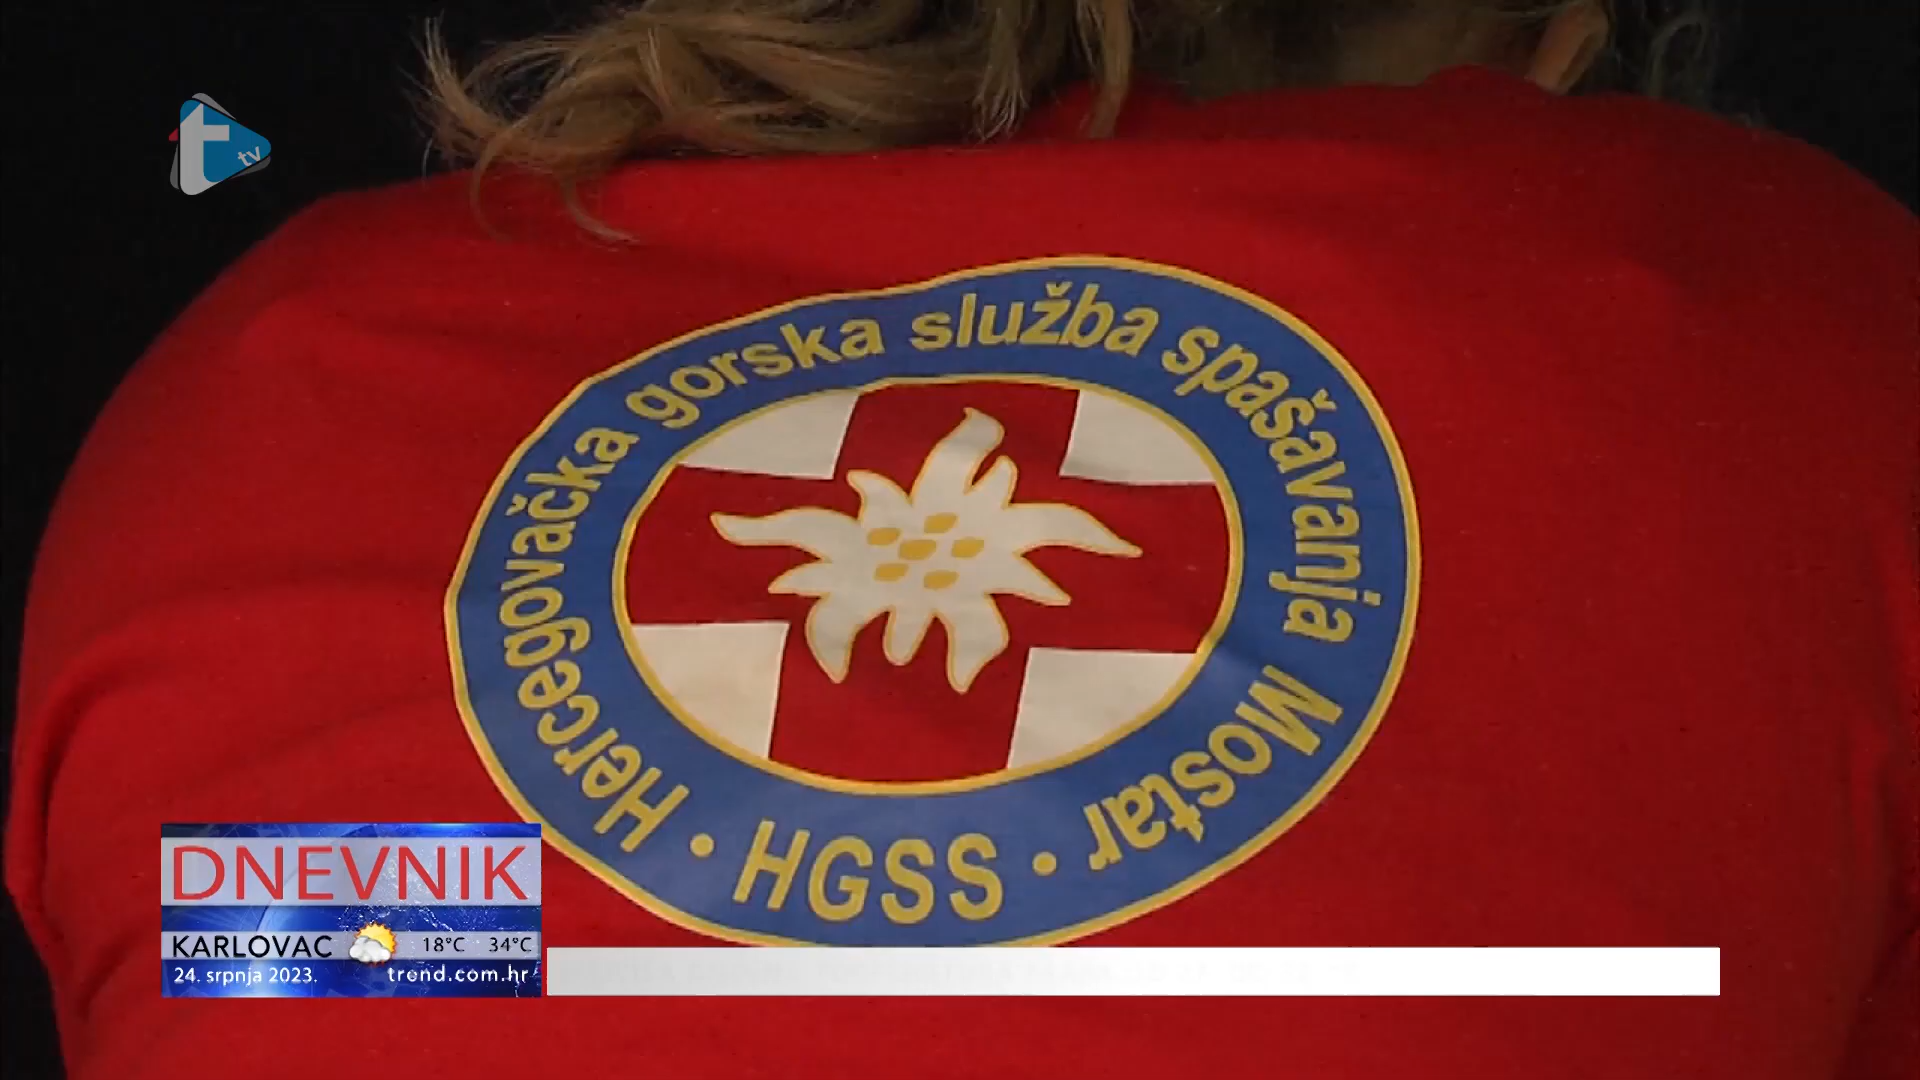 t
tv
Hercegovačka gorska služba spašavanja Mostar
• HGSS •
DNEVNIK
KARLOVAC 18°C 34°C
24. srpnja 2023. trend.com.hr